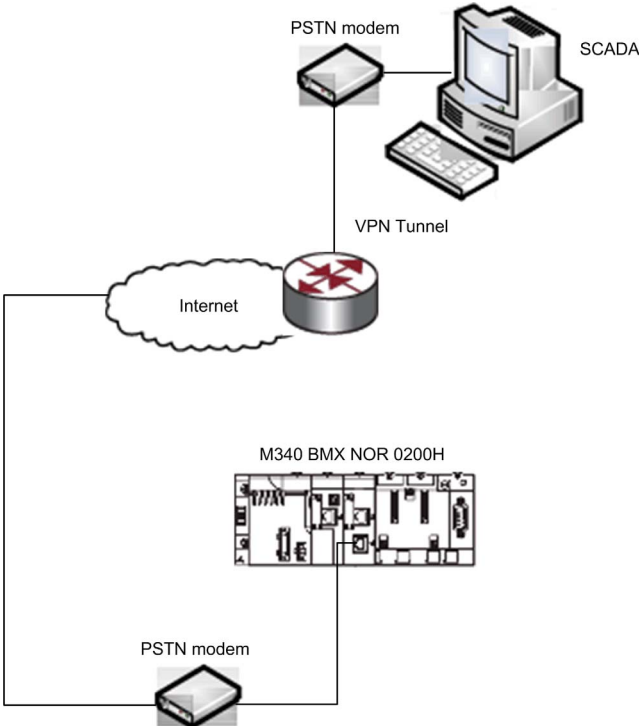 PSTN modem
SCADA
VPN Tunnel
Internet
M340 BMX NOR 0200H
PSTN modem